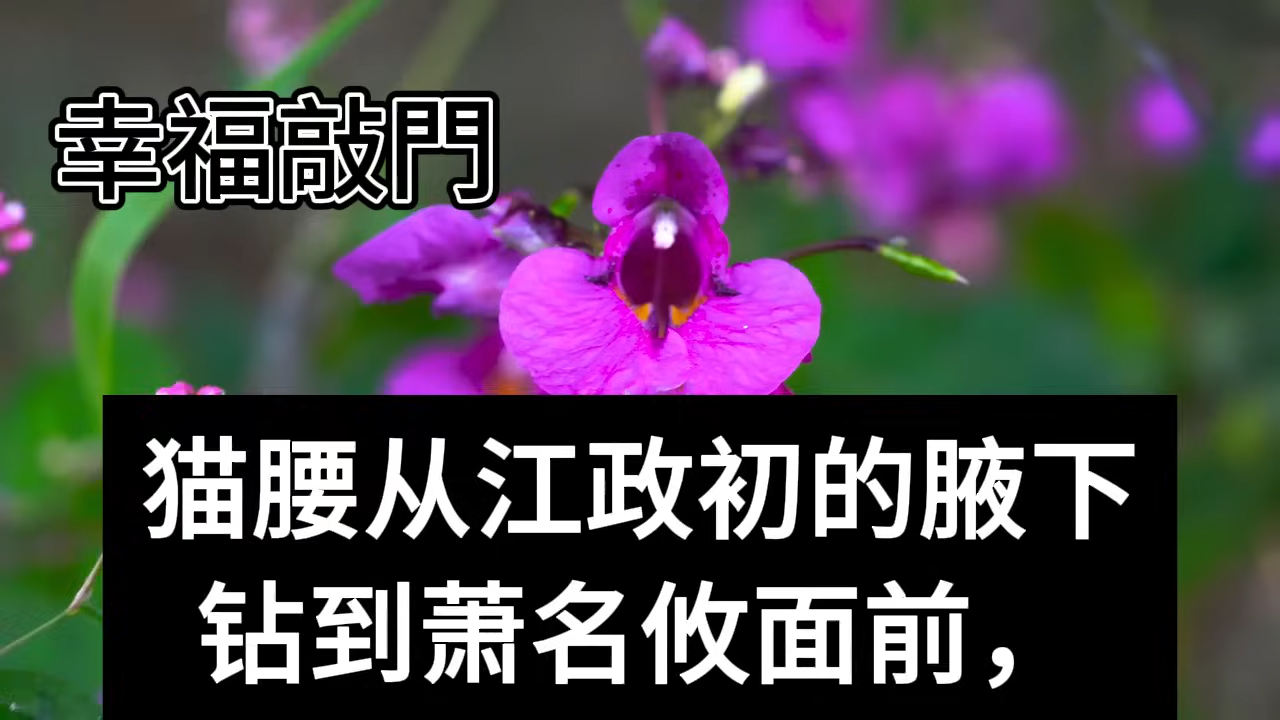 幸福敲門
猫腰从江政初的腋下
钻到萧名攸面前，